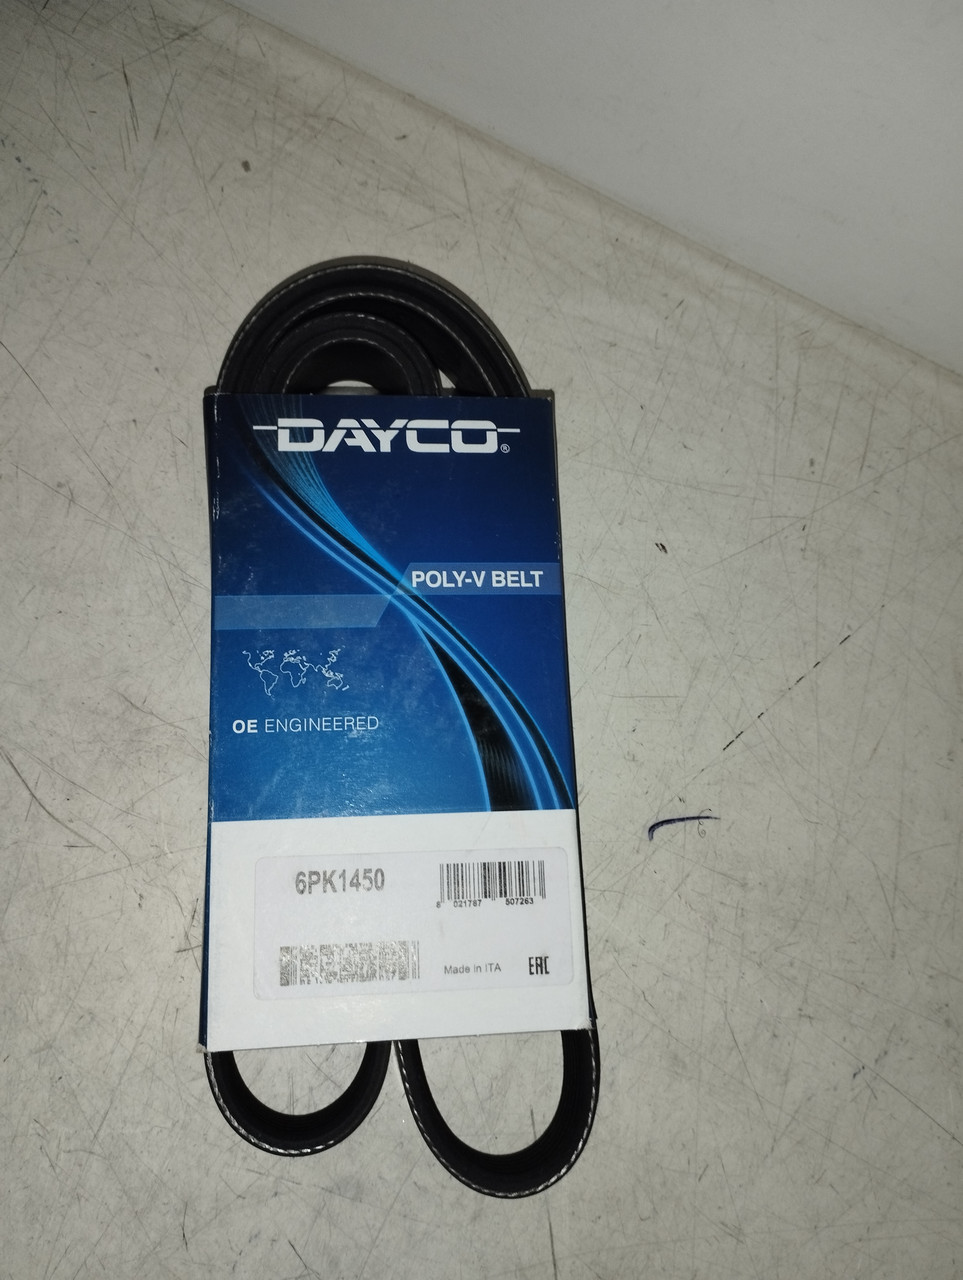 DAYCO®
POLY-V BELT
OE ENGINEERED
6PK1450
8 021787 507263
Made in ITA
EAC